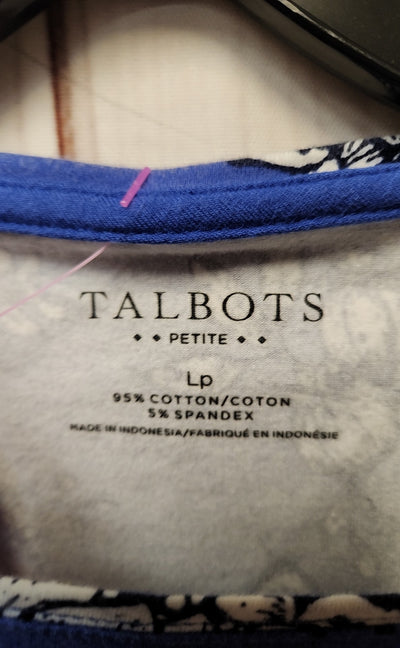 TALBOTS
•• PETITE ••
Lp
95% COTTON/COTON
5% SPANDEX
MADE IN INDONESIA/FABRIQUÉ EN INDONÉSIE